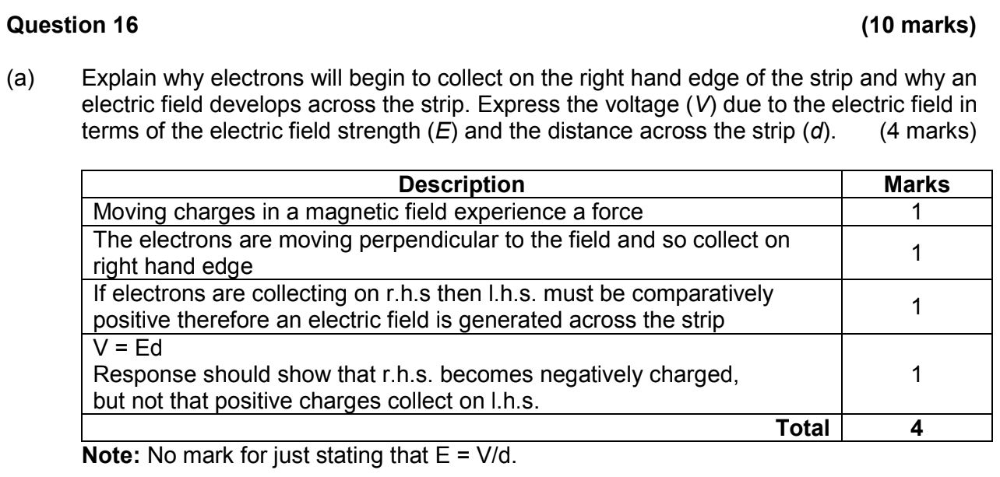 Question 16 (10 marks)
(a) Explain why electrons will begin to collect on the right hand edge of the strip and why an
electric field develops across the strip. Express the voltage (V) due to the electric field in
terms of the electric field strength (E) and the distance across the strip (d). (4 marks)
Description Marks
Moving charges in a magnetic field experience a force 1
The electrons are moving perpendicular to the field and so collect on
right hand edge 1
If electrons are collecting on r.h.s then l.h.s. must be comparatively
positive therefore an electric field is generated across the strip 1
V = Ed
Response should show that r.h.s. becomes negatively charged, 1
but not that positive charges collect on l.h.s.
Total 4
Note: No mark for just stating that E = V/d.